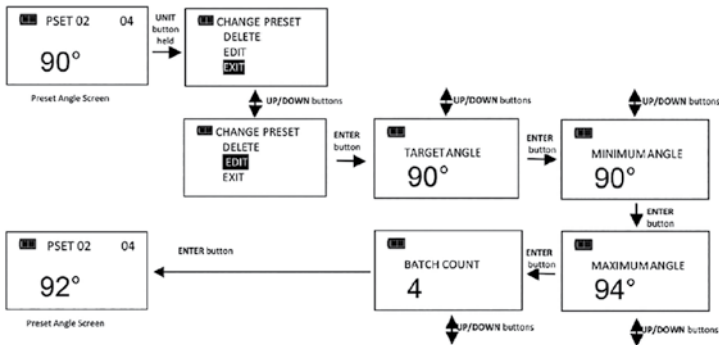 PSET 02 04
90°
Preset Angle Screen
UNIT
button
held
CHANGE PRESET
DELETE
EDIT
EXIT
UP/DOWN buttons
CHANGE PRESET
DELETE
EDIT
EXIT
ENTER
button
UP/DOWN buttons
TARGET ANGLE
90°
ENTER
button
UP/DOWN buttons
MINIMUM ANGLE
90°
ENTER
button
MAXIMUM ANGLE
94°
UP/DOWN buttons
ENTER
button
BATCH COUNT
4
UP/DOWN buttons
ENTER button
PSET 02 04
92°
Preset Angle Screen